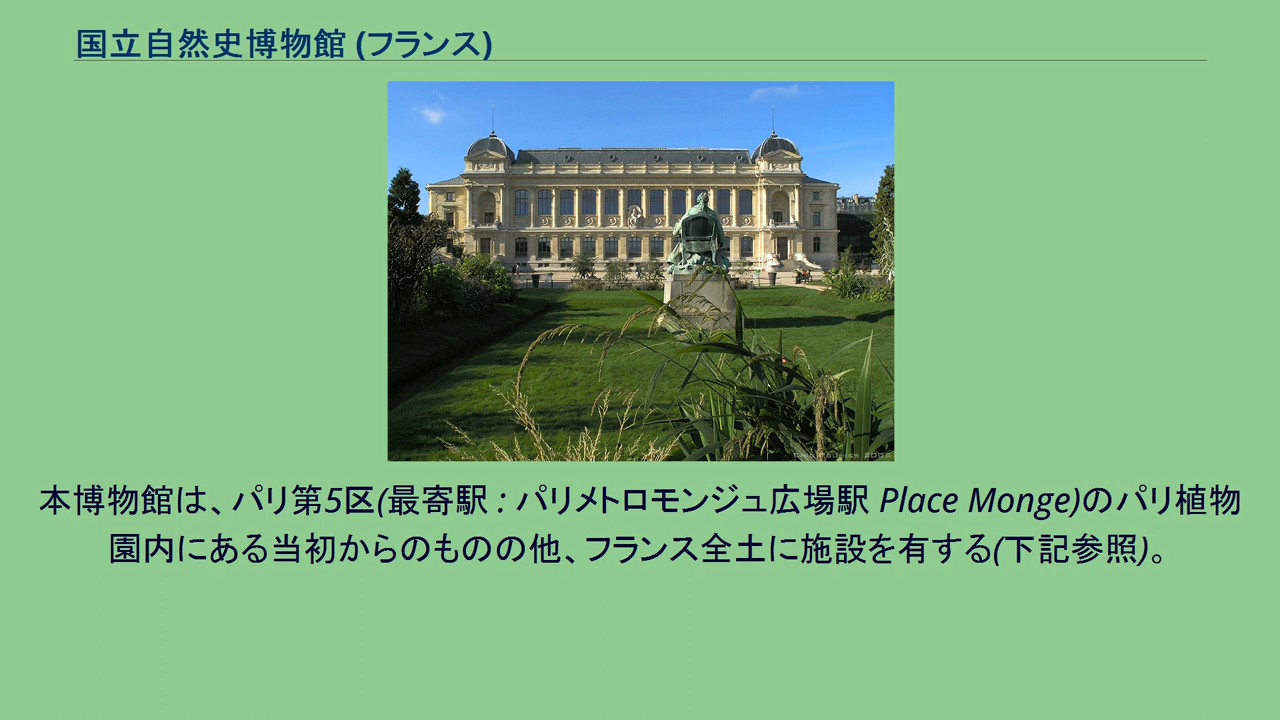 国立自然史博物館 (フランス)
本博物館は、パリ第5区(最寄駅 : パリメトロモンジュ広場駅 Place Monge)のパリ植物
園内にある当初からのものの他、フランス全土に施設を有する(下記参照)。